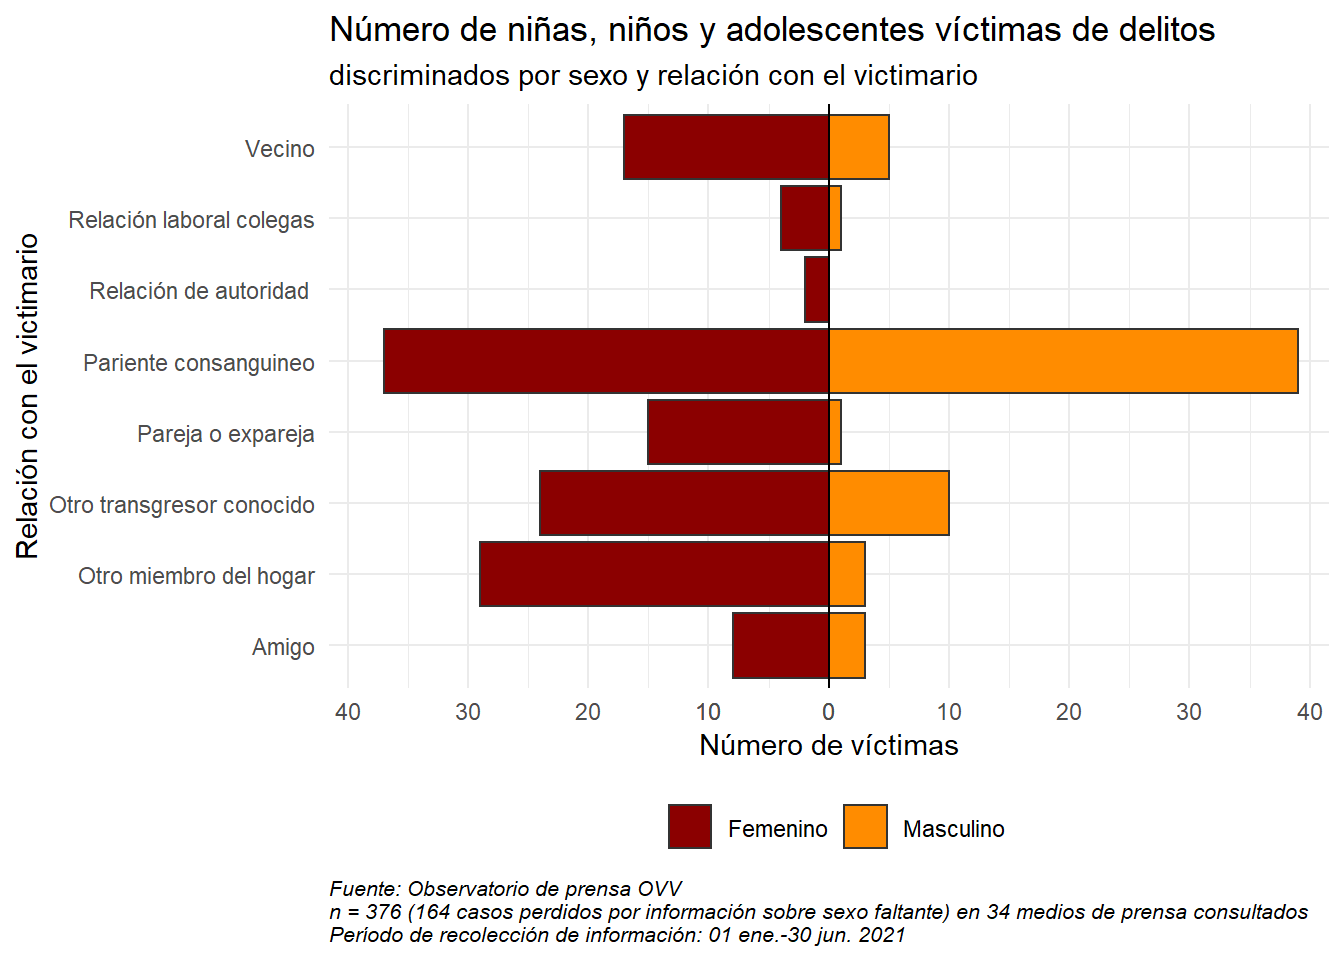 Número de niñas, niños y adolescentes víctimas de delitos
discriminados por sexo y relación con el victimario
Relación con el victimario
Vecino
Relación laboral colegas
Relación de autoridad
Pariente consanguineo
Pareja o expareja
Otro transgresor conocido
Otro miembro del hogar
Amigo
40 30 20 10 0 10 20 30 40
Número de víctimas
Femenino Masculino
Fuente: Observatorio de prensa OVV
n = 376 (164 casos perdidos por información sobre sexo faltante) en 34 medios de prensa consultados
Período de recolección de información: 01 ene.-30 jun. 2021